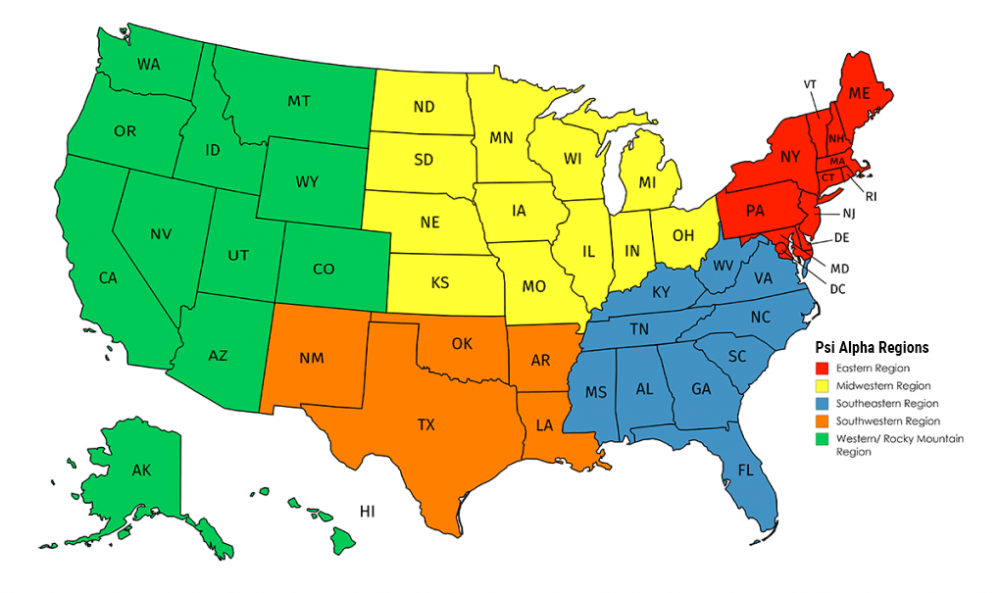 WA
MT
ND
MN
VT
ME
OR
ID
SD
WI
MI
NY
NH
MA
CT
RI
WY
NE
IA
PA
NJ
NV
UT
CO
IL
IN
OH
DE
MD
DC
CA
KS
MO
WV
VA
KY
NC
TN
AZ
NM
OK
AR
SC
MS
AL
GA
TX
LA
FL
AK
HI
Psi Alpha Regions
Eastern Region
Midwestern Region
Southeastern Region
Southwestern Region
Western/ Rocky Mountain
Region